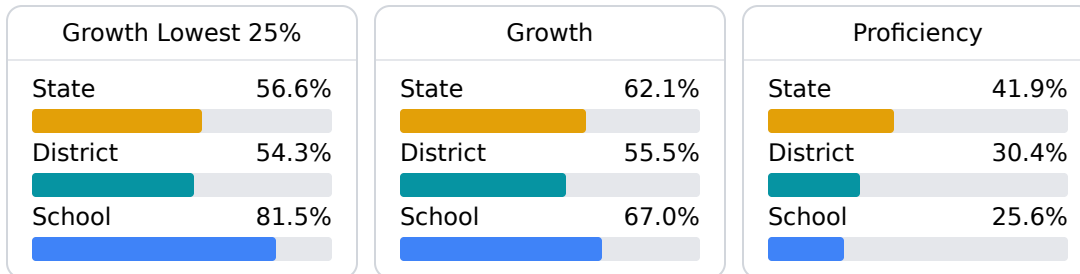 Growth Lowest 25%
State 56.6%
District 54.3%
School 81.5%
Growth
State 62.1%
District 55.5%
School 67.0%
Proficiency
State 41.9%
District 30.4%
School 25.6%